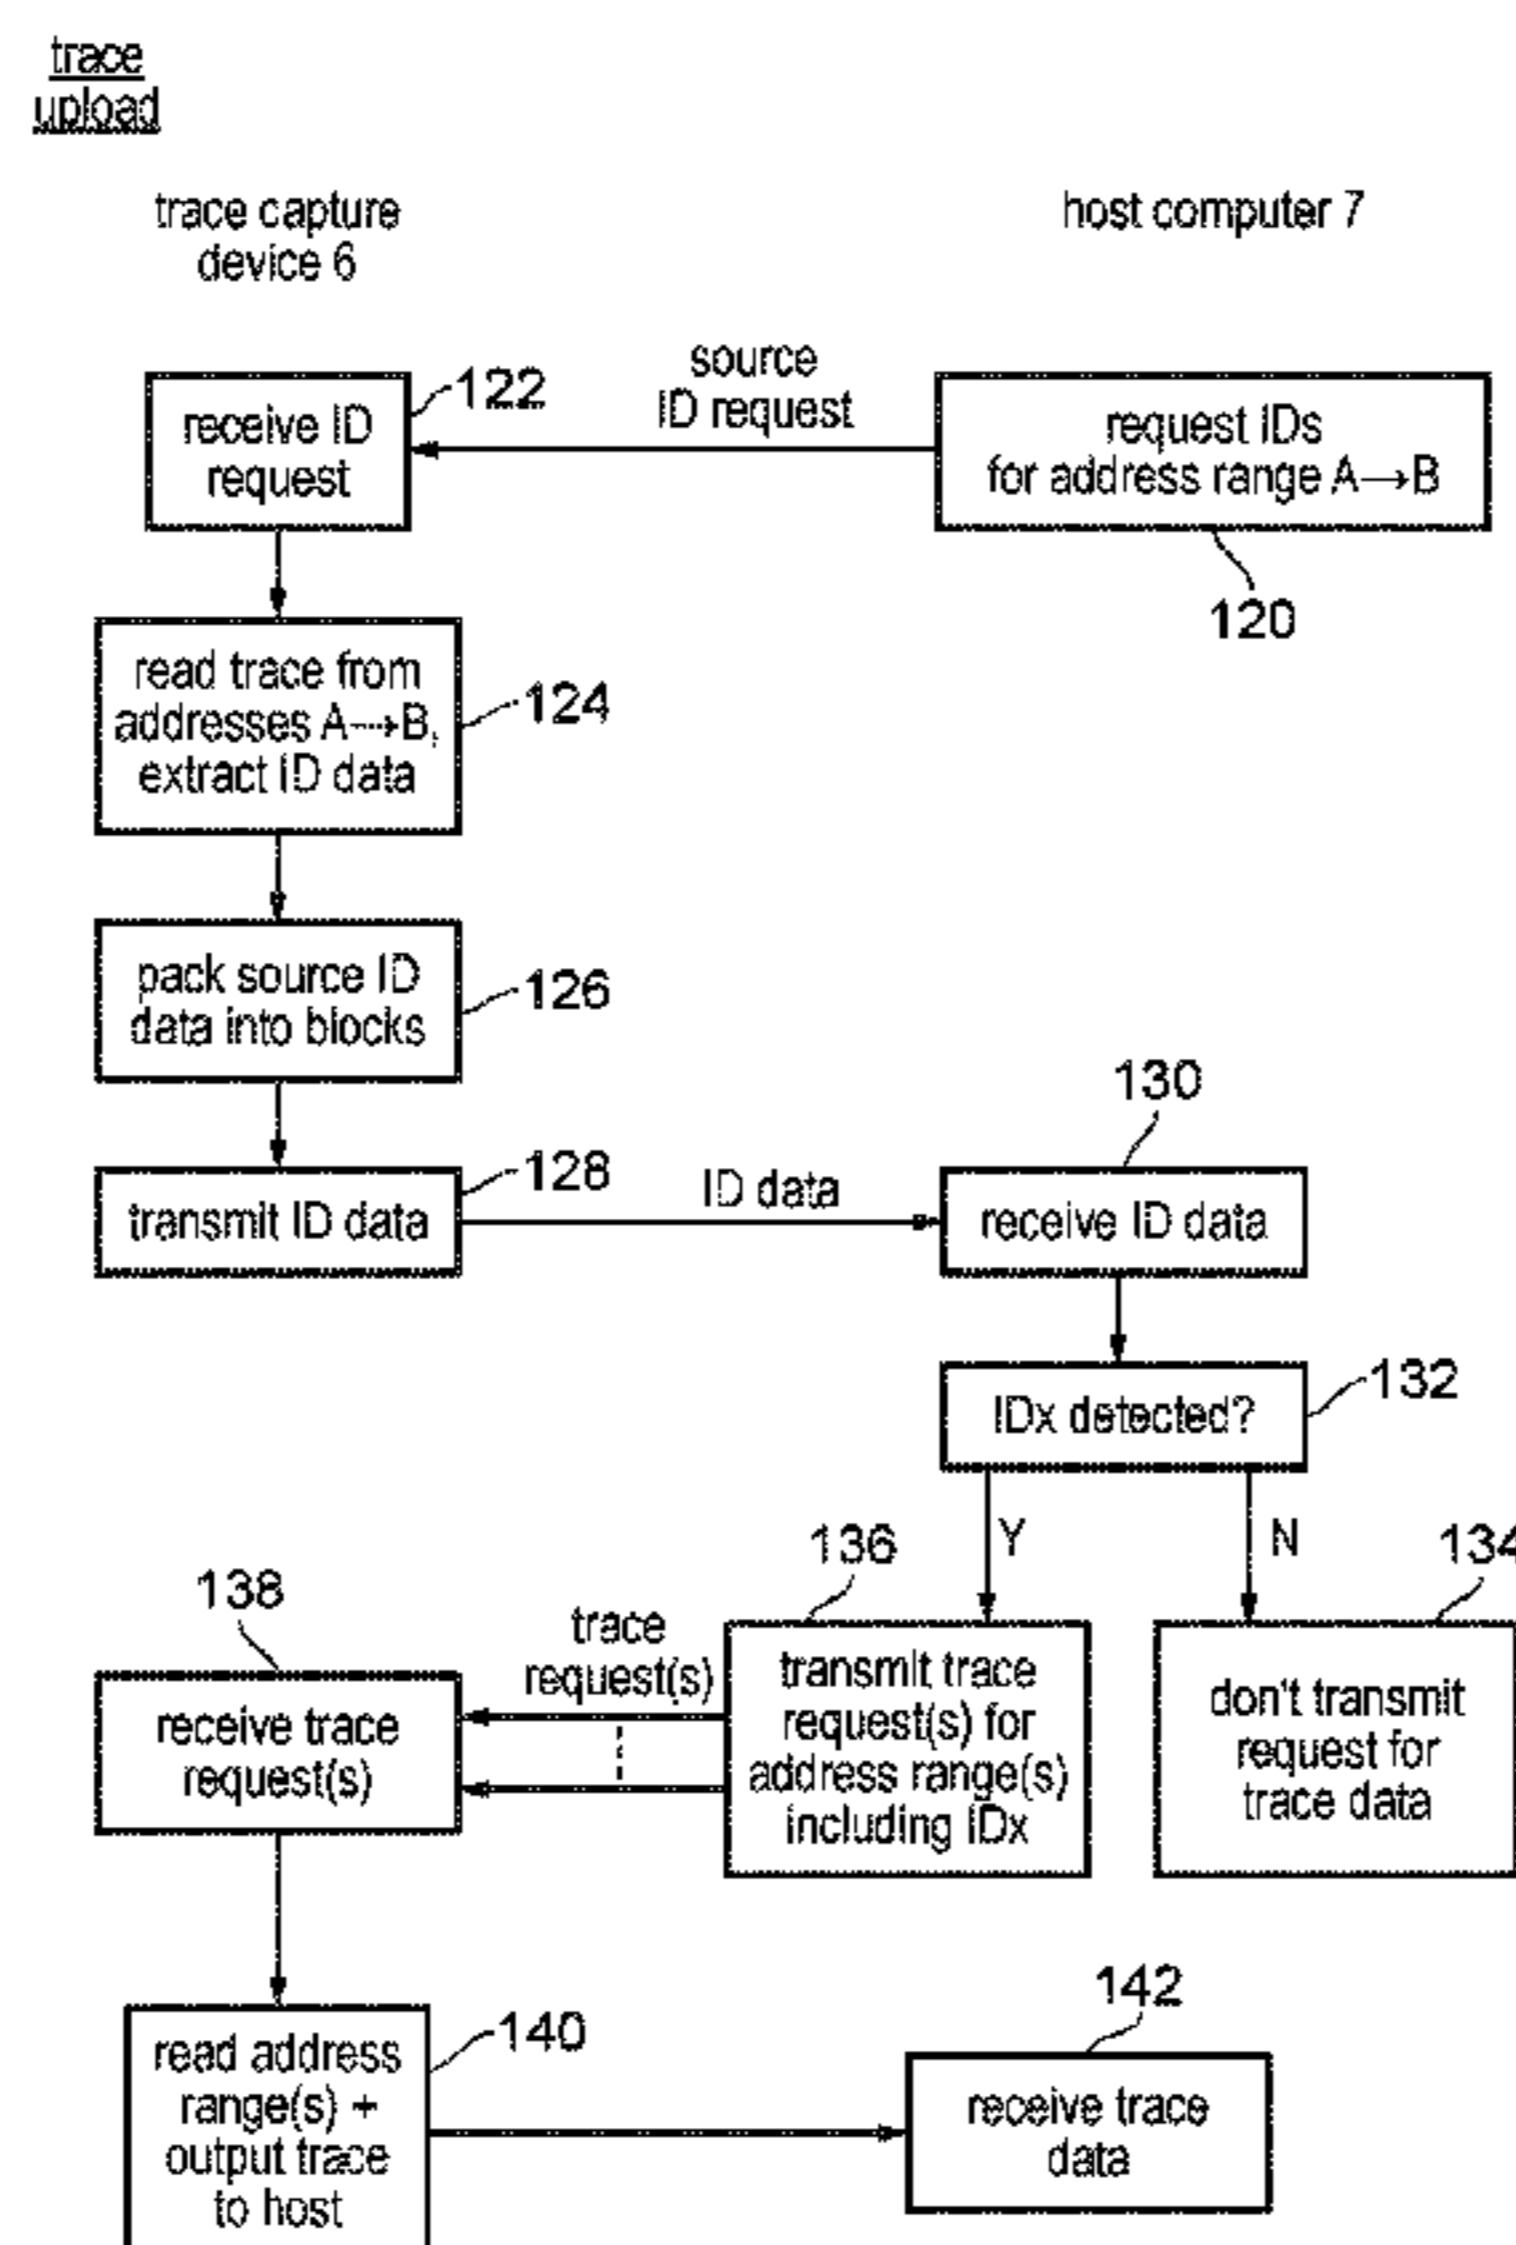 trace
upload
trace capture
device 6
host computer 7
source
ID request
122
receive ID
request
request IDs
for address range A→B
120
read trace from
addresses A→B,
extract ID data
124
pack source ID
data into blocks
126
130
transmit ID data
128
ID data
receive ID data
IDx detected?
132
Y
N
136
134
138
trace
request(s)
receive trace
request(s)
transmit trace
request(s) for
address range(s)
including IDx
don't transmit
request for
trace data
142
140
read address
range(s) +
output trace
to host
receive trace
data